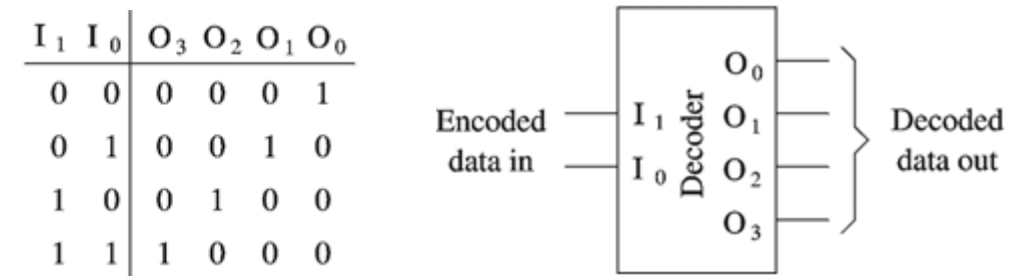 I₁ I₀ O₃ O₂ O₁ O₀
0 0 0 0 0 1
0 1 0 0 1 0
1 0 0 1 0 0
1 1 1 0 0 0
Encoded
data in
I₁
I₀
Decoder
O₀
O₁
O₂
O₃
Decoded
data out